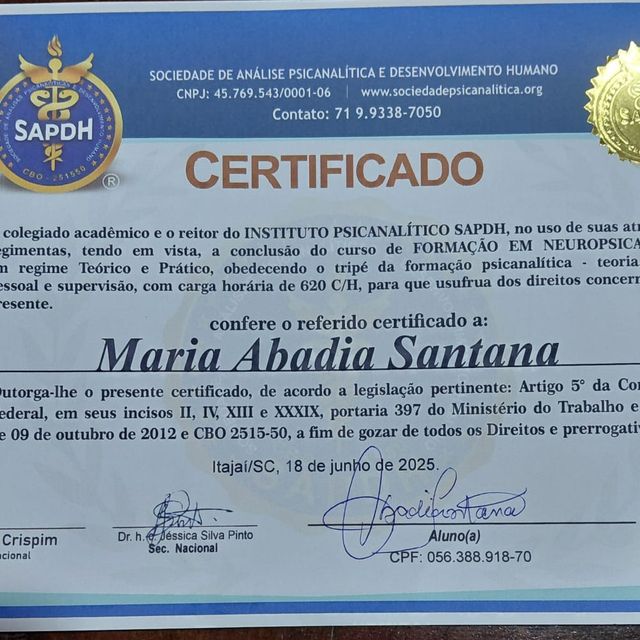 SOCIEDADE DE ANÁLISE PSICANALÍTICA E DESENVOLVIMENTO HUMANO
CNPJ: 45.769.543/0001-06 | www.sociedadepsicanalitica.org
Contato: 71 9.9338-7050
SAPDH
CBO - 251550
®
CERTIFICADO
colegiado acadêmico e o reitor do INSTITUTO PSICANALÍTICO SAPDH, no uso de suas
egimentas, tendo em vista, a conclusão do curso de FORMAÇÃO EM NEUROPSICA
m regime Teórico e Prático, obedecendo o tripé da formação psicanalítica - teoria
essoal e supervisão, com carga horária de 620 C/H, para que usufrua dos direitos concern
resente.
confere o referido certificado a:
Maria Abadia Santana
Outorga-lhe o presente certificado, de acordo a legislação pertinente: Artigo 5° da Con
ederal, em seus incisos II, IV, XIII e XXXIX, portaria 397 do Ministério do Trabalho e
e 09 de outubro de 2012 e CBO 2515-50, a fim de gozar de todos os Direitos e prerrogativ
Itajaí/SC, 18 de junho de 2025.
Crispim
acional
Dr. h. c Jéssica Silva Pinto
Sec. Nacional
Aluno(a)
CPF: 056.388.918-70